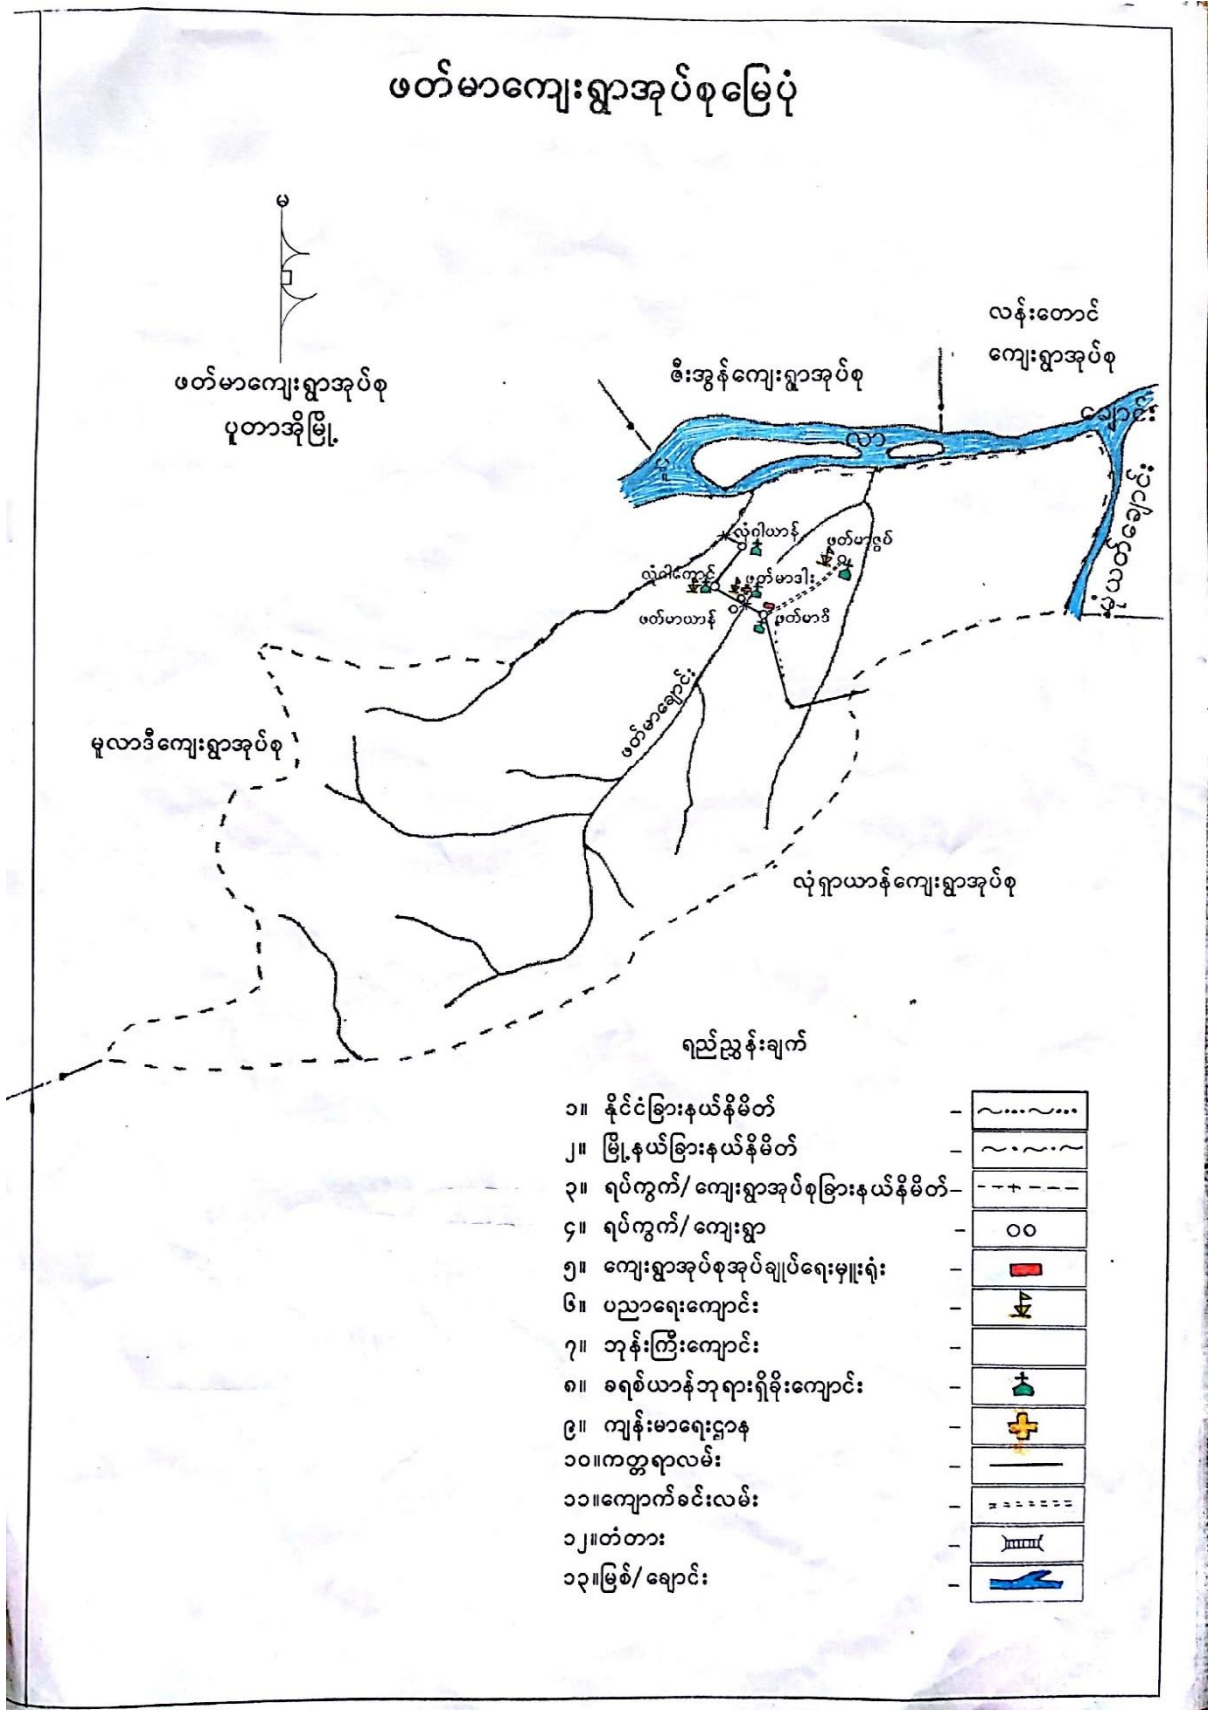 ဖတ်မာကျေးရွာအုပ်စုမြေပုံ
မ
ဖတ်မာကျေးရွာအုပ်စု
ပူတာအိုမြို့
လန်းတောင်
ကျေးရွာအုပ်စု
ဇီးအွန်ကျေးရွာအုပ်စု
ချောင်း
လာ
ပူ
ပုံယတ်ချောင်း
လုံဂါယာန်
ဖတ်မာဇွပ်
လုံဂါကောင်
ဖတ်မာဒါး
ဖတ်မာယာန်
ဖတ်မာဒီ
ဖတ်မာချောင်း
မူလာဒီကျေးရွာအုပ်စု
လုံရှာယာန်ကျေးရွာအုပ်စု
ရည်ညွှန်းချက်
၁။ နိုင်ငံခြားနယ်နိမိတ် –
၂။ မြို့နယ်ခြားနယ်နိမိတ် –
၃။ ရပ်ကွက်/ကျေးရွာအုပ်စုခြားနယ်နိမိတ် –
၄။ ရပ်ကွက်/ကျေးရွာ –
၅။ ကျေးရွာအုပ်စုအုပ်ချုပ်ရေးမှူးရုံး –
၆။ ပညာရေးကျောင်း –
၇။ ဘုန်းကြီးကျောင်း –
၈။ ခရစ်ယာန်ဘုရားရှိခိုးကျောင်း –
၉။ ကျန်းမာရေးဌာန –
၁၀။ကတ္တရာလမ်း –
၁၁။ကျောက်ခင်းလမ်း –
၁၂။တံတား –
၁၃။မြစ်/ချောင်း –